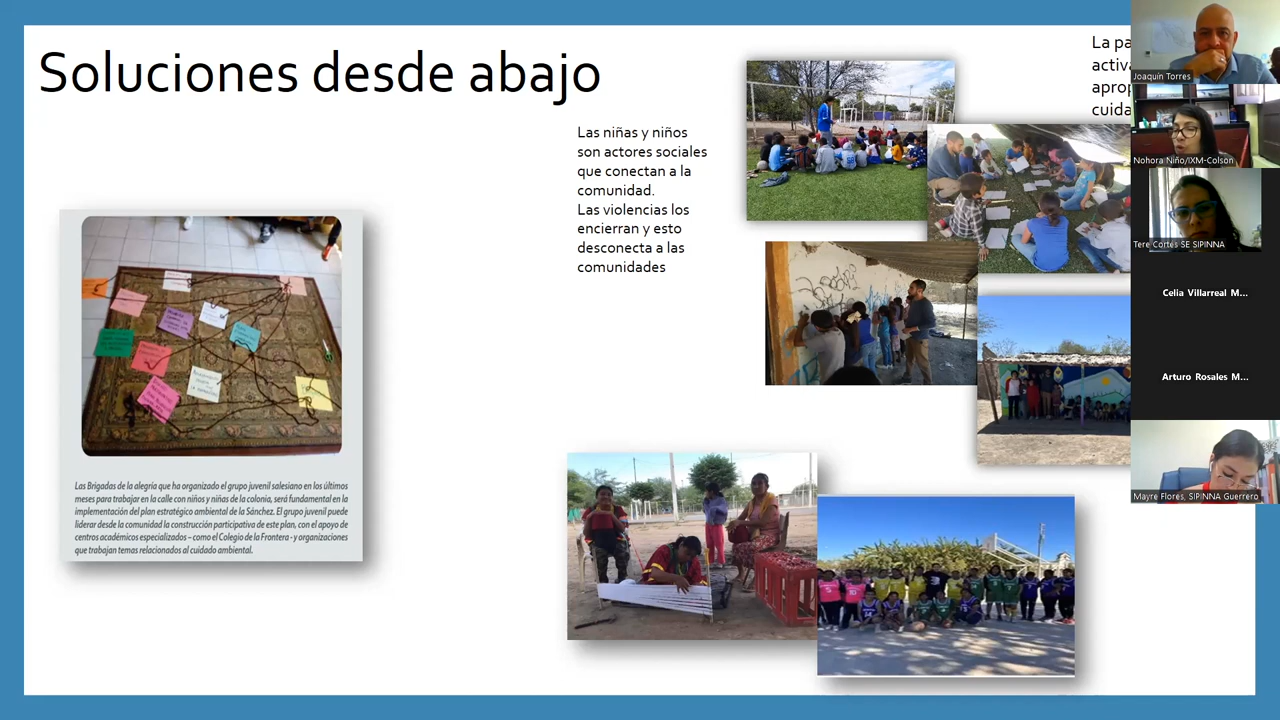 Soluciones desde abajo
Las niñas y niños
son actores sociales
que conectan a la
comunidad.
Las violencias los
encierran y esto
desconecta a las
comunidades
La pa
activa
aprop
cuida
Las Brigadas de la alegría que ha organizado el grupo juvenil salesiano en los últimos
meses para trabajar en la calle con niños y niñas de la colonia, será fundamental en la
implementación del plan estratégico ambiental de la Sánchez. El grupo juvenil puede
liderar desde la comunidad la construcción participativa de este plan, con el apoyo de
centros académicos especializados – como el Colegio de la Frontera - y organizaciones
que trabajan temas relacionados al cuidado ambiental.
Joaquín Torres
Nohora Niño/IXM-Colson
Tere Cortés SE SIPINNA
Celia Villarreal M...
Arturo Rosales M...
Mayre Flores, SIPINNA Guerrero